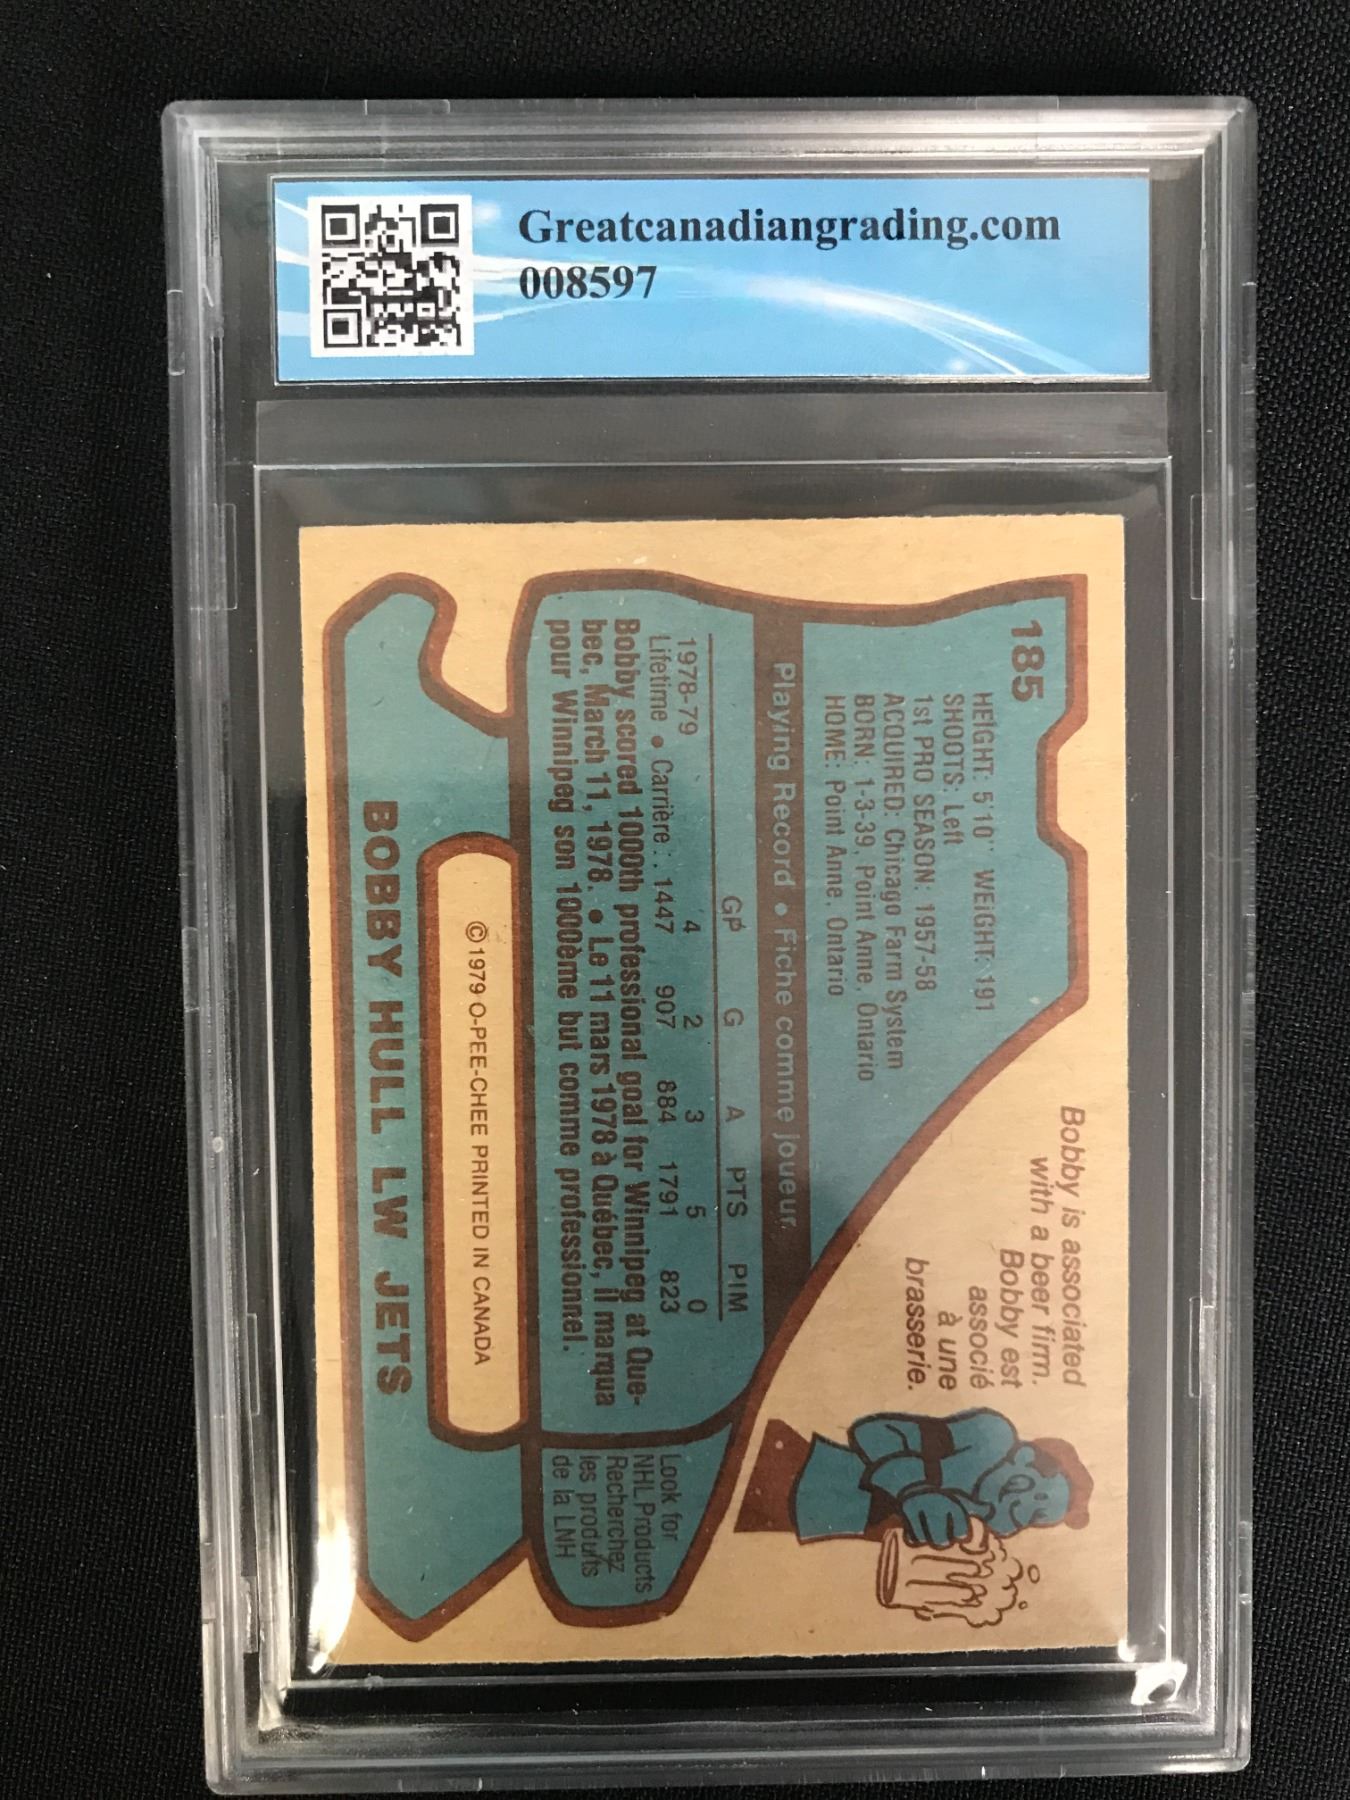 Greatcanadiangrading.com
008597
185
HEIGHT: 5'10" WEIGHT: 191
SHOOTS: Left
1st PRO SEASON: 1957-58
ACQUIRED: Chicago Farm System
BORN: 1-3-39, Point Anne, Ontario
HOME: Point Anne, Ontario
Bobby is associated
with a beer firm.
Bobby est
associé
à une
brasserie.
Playing Record • Fiche comme joueur
GP G A PTS PIM
1978-79 4 2 3 5 0
Lifetime • Carrière: 1447 907 884 1791 823
Bobby scored 1000th professional goal for Winnipeg at Que-
bec, March 11, 1978. • Le 11 mars 1978 à Québec, il marqua
pour Winnipeg son 1000ème but comme professionnel.
Look for
NHL Products
Recherchez
les produits
de la LNH
©1979 O-PEE-CHEE PRINTED IN CANADA
BOBBY HULL LW JETS